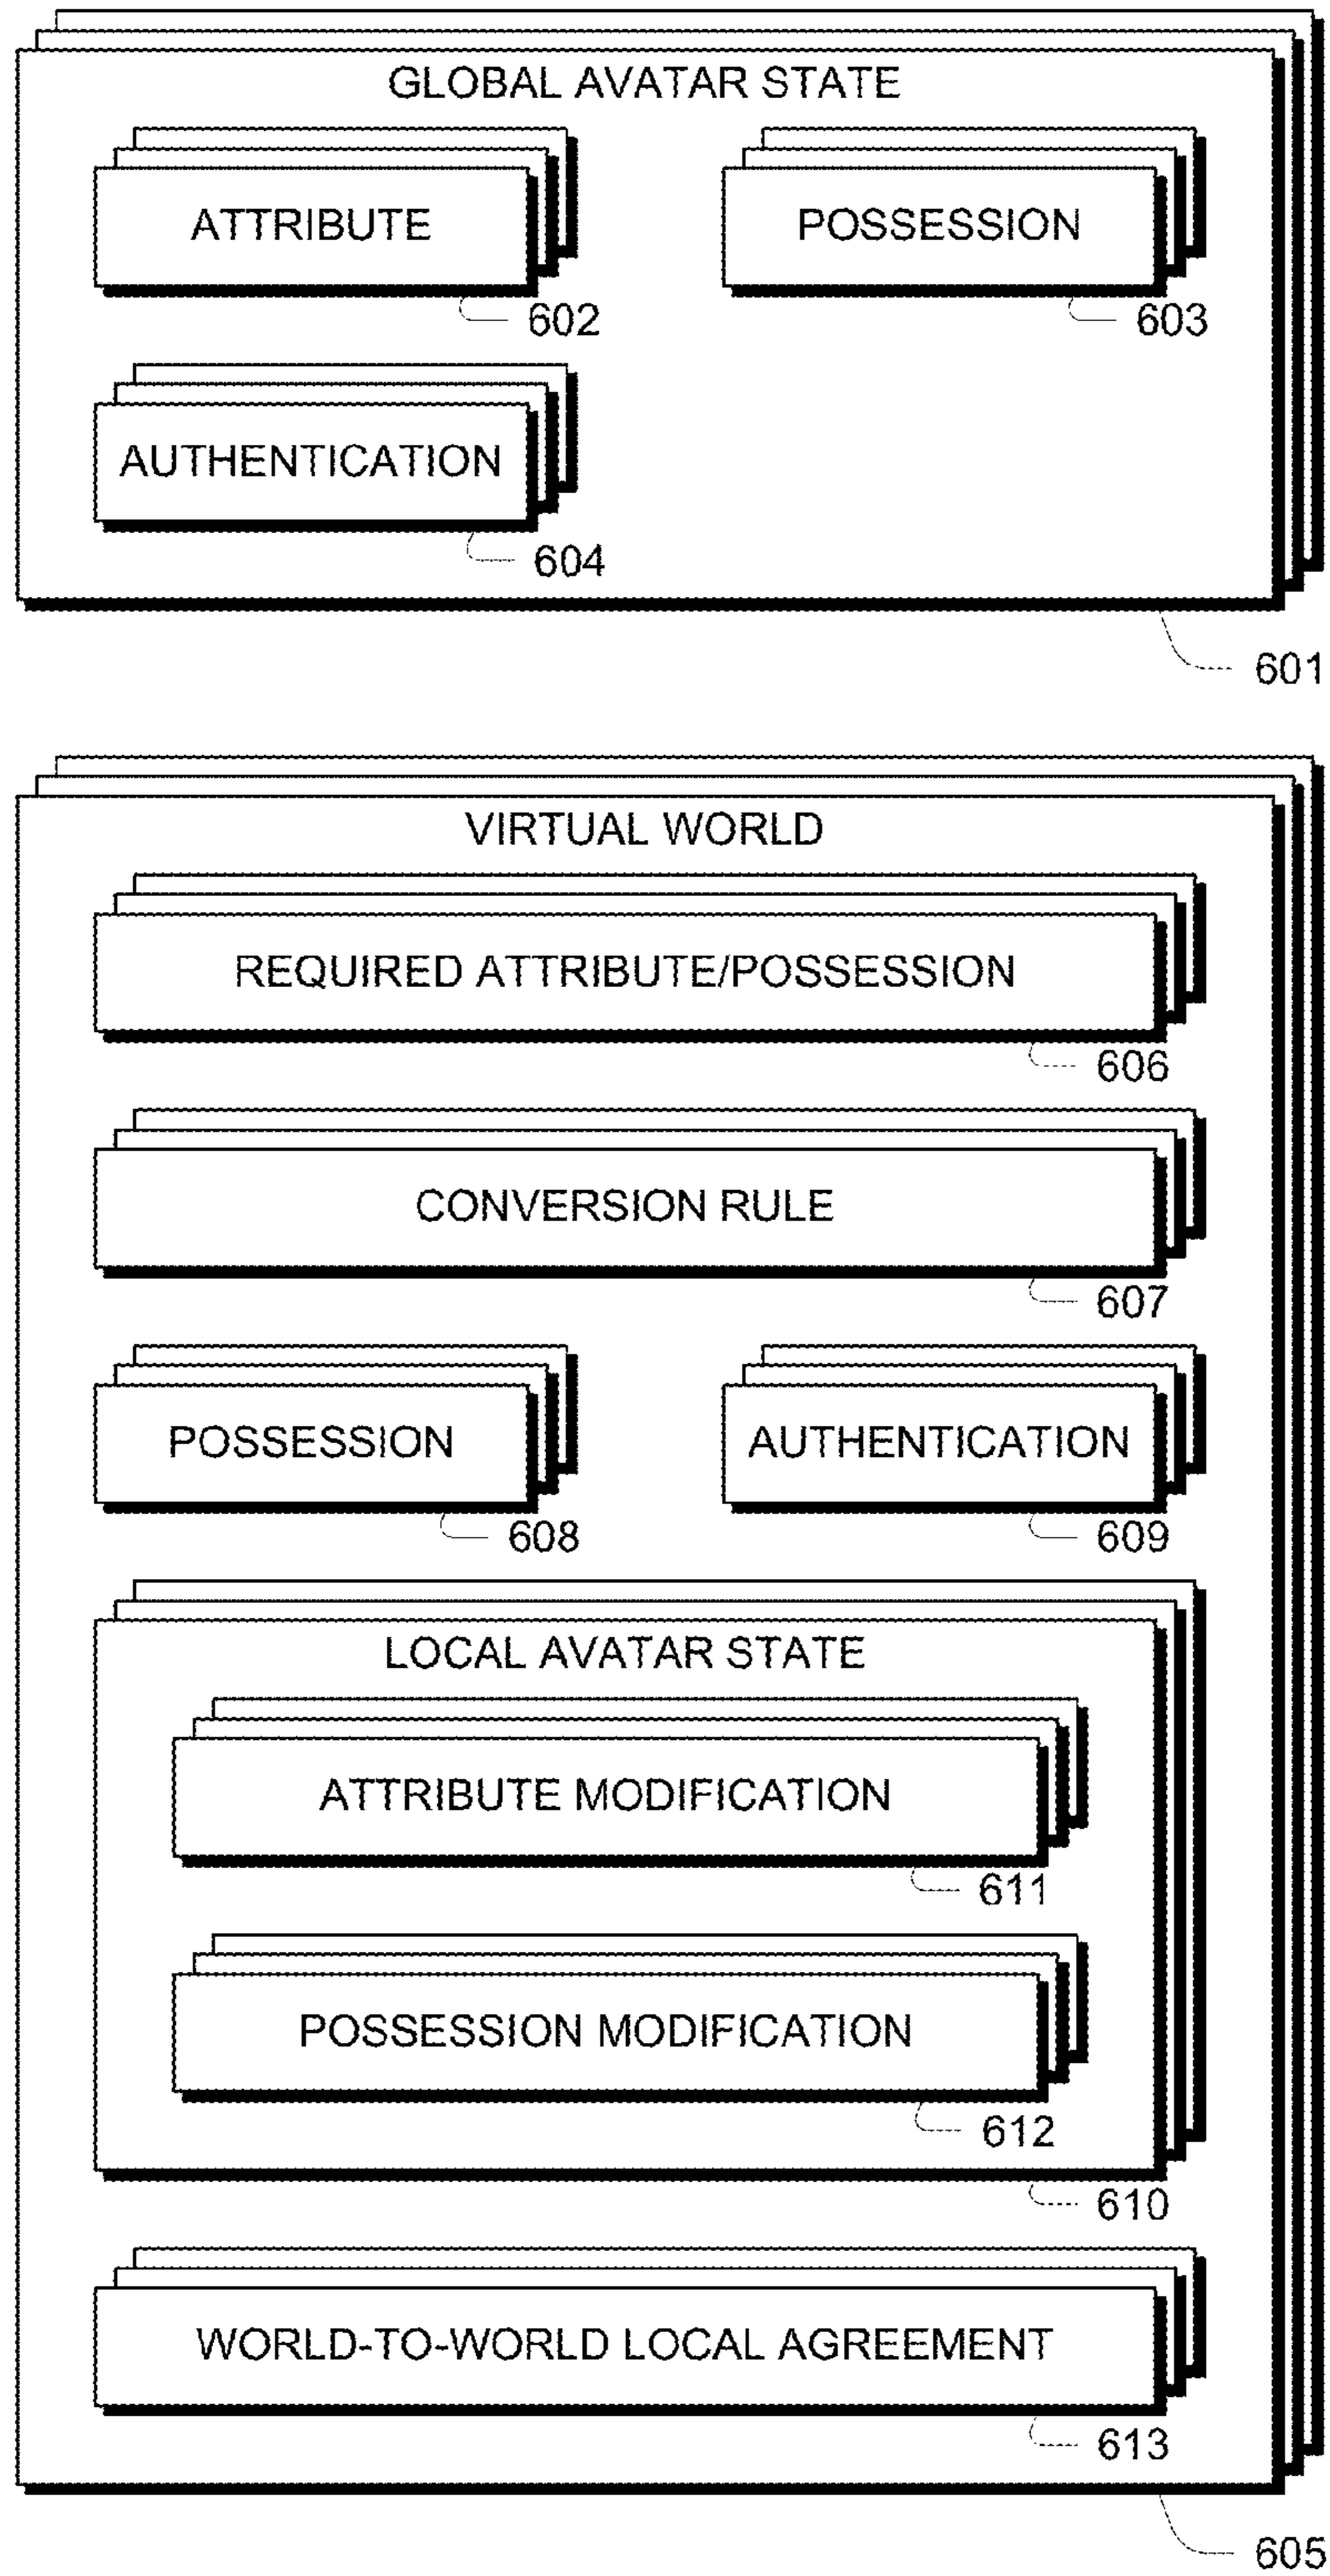 GLOBAL AVATAR STATE
ATTRIBUTE
POSSESSION
602
603
AUTHENTICATION
604
601
VIRTUAL WORLD
REQUIRED ATTRIBUTE/POSSESSION
606
CONVERSION RULE
607
POSSESSION
AUTHENTICATION
608
609
LOCAL AVATAR STATE
ATTRIBUTE MODIFICATION
611
POSSESSION MODIFICATION
612
610
WORLD-TO-WORLD LOCAL AGREEMENT
613
605